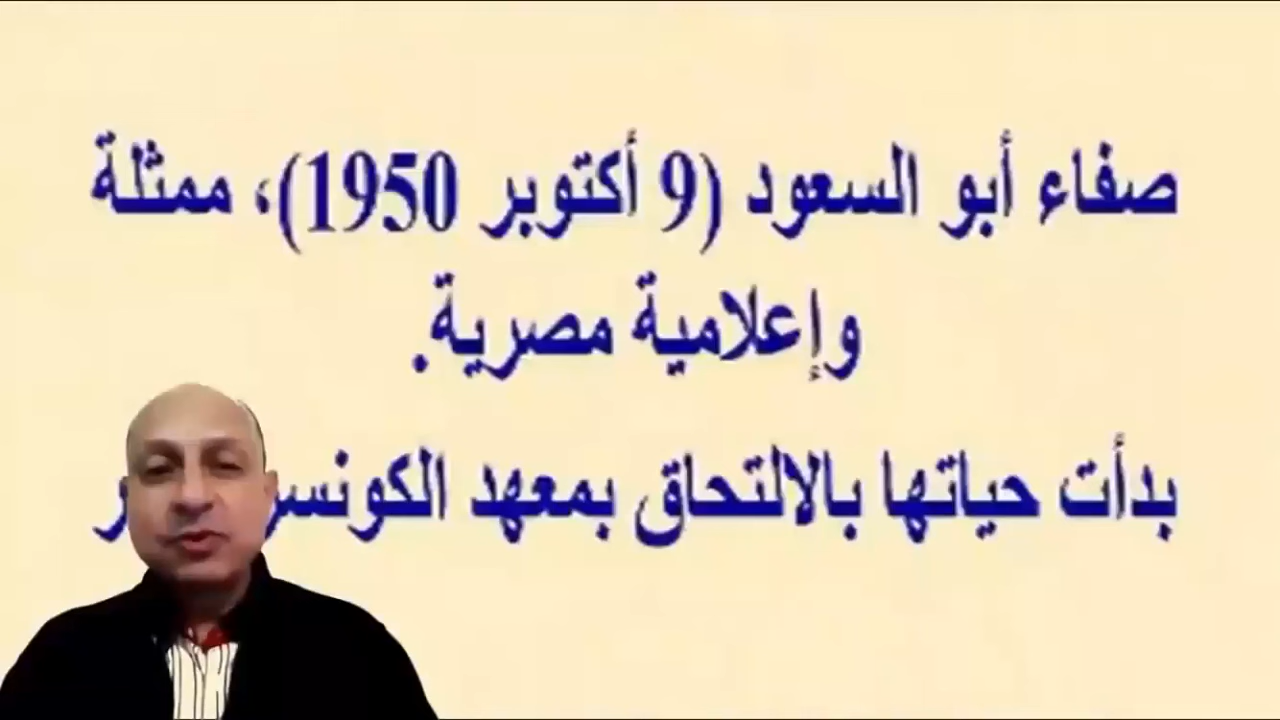 صفاء أبو السعود (9 أكتوبر 1950)، ممثلة
وإعلامية مصرية.
بدأت حياتها بالالتحاق بمعهد